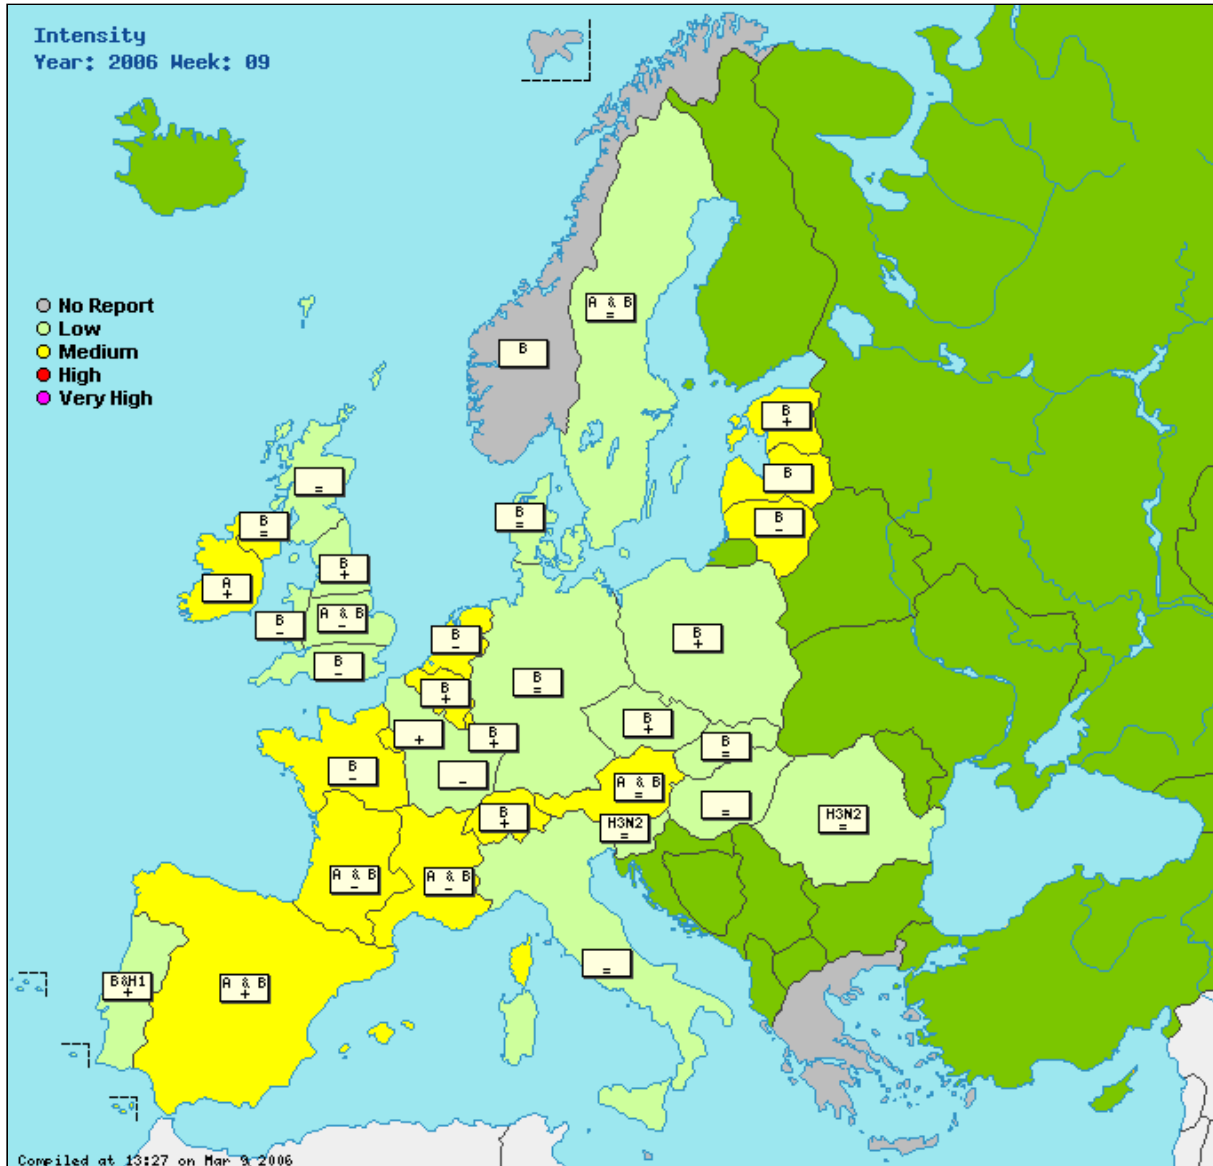 Intensity
Year: 2006 Week: 09
No Report
Low
Medium
High
Very High
A & B
=
B
B
+
B
B
-
=
B
=
B
=
A
+
B
+
A & B
-
B
-
B
-
B
-
B
+
B
=
B
+
+
B
+
-
B
+
B
=
B
-
A & B
=
B
+
H3N2
=
=
H3N2
=
A & B
-
A & B
-
=
B&H1
+
A & B
+
Compiled at 13:27 on Mar 9 2006